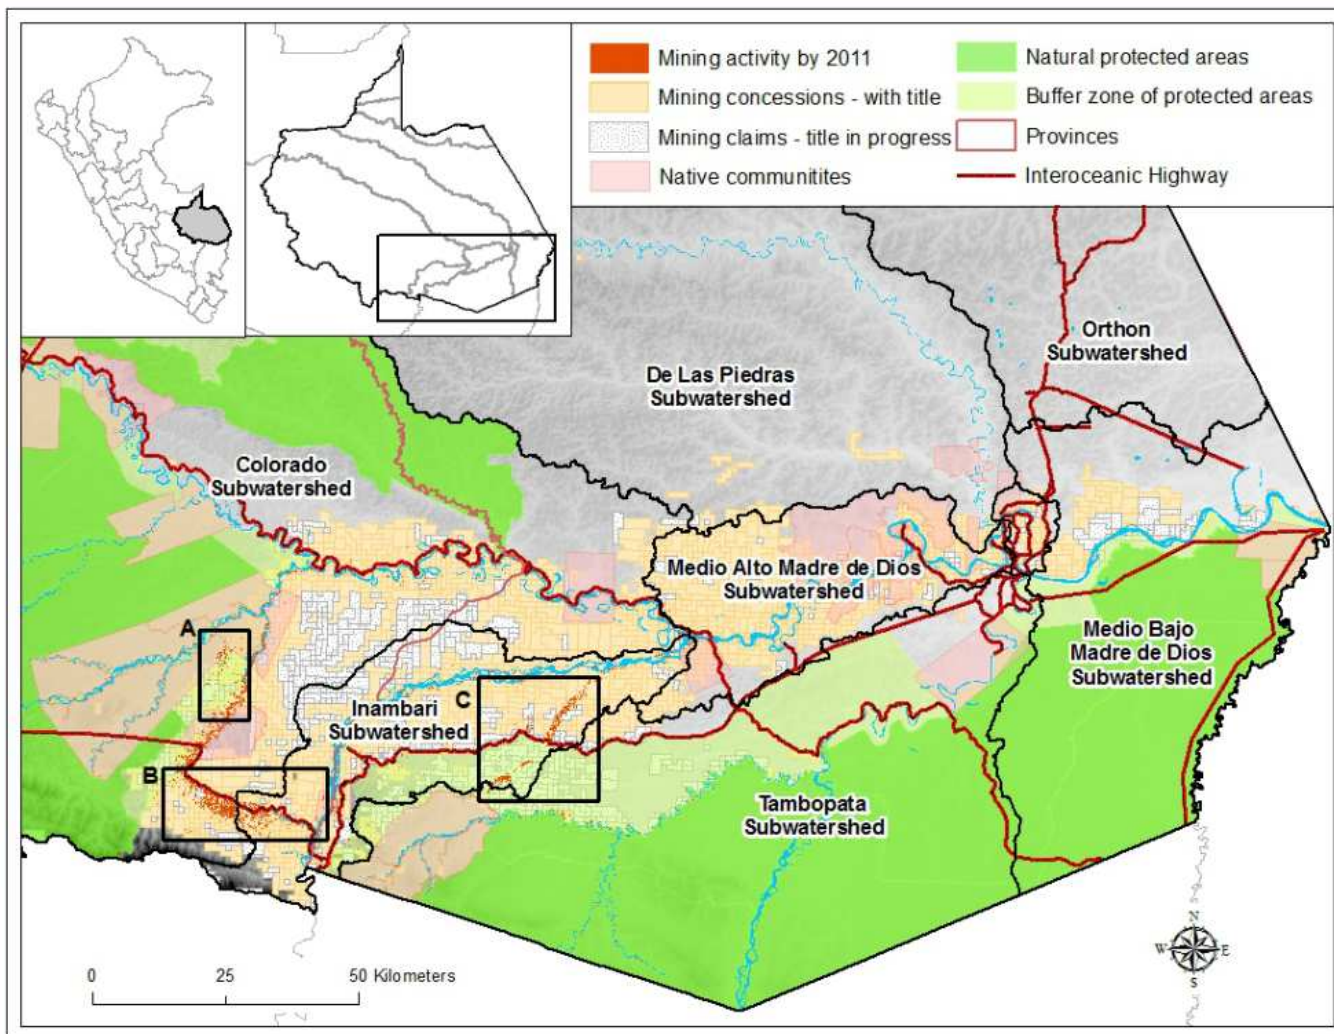 Mining activity by 2011
Mining concessions - with title
Mining claims - title in progress
Native communitites
Natural protected areas
Buffer zone of protected areas
Provinces
Interoceanic Highway
Orthon
Subwatershed
De Las Piedras
Subwatershed
Colorado
Subwatershed
Medio Alto Madre de Dios
Subwatershed
A
Medio Bajo
Madre de Dios
Subwatershed
C
Inambari
Subwatershed
B
Tambopata
Subwatershed
N
W
E
S
0
25
50 Kilometers